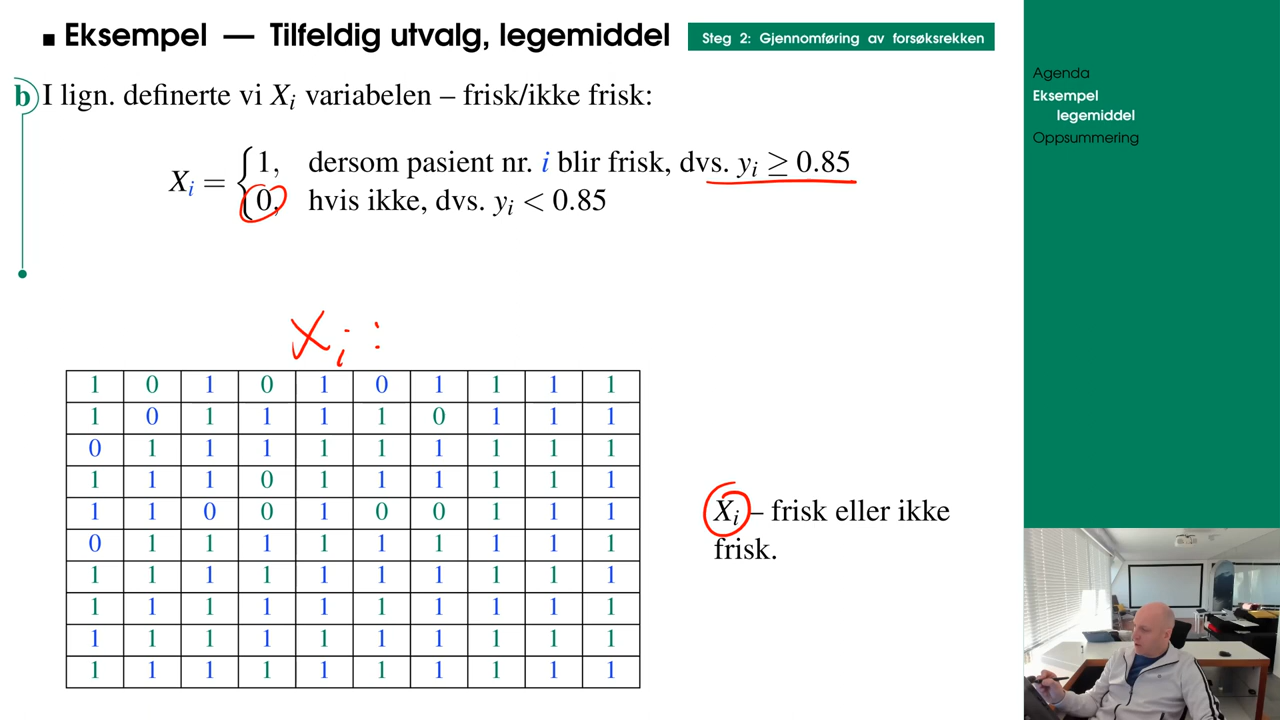 Eksempel — Tilfeldig utvalg, legemiddel
Steg 2: Gjennomføring av forsøksrekken
b I lign. definerte vi Xi variabelen – frisk/ikke frisk:
Xi = { 1, dersom pasient nr. i blir frisk, dvs. yi ≥ 0.85
0, hvis ikke, dvs. yi < 0.85
Xi :
1 0 1 0 1 0 1 1 1 1
1 0 1 1 1 1 0 1 1 1
0 1 1 1 1 1 1 1 1 1
1 1 1 0 1 1 1 1 1 1
1 1 0 0 1 0 0 1 1 1
0 1 1 1 1 1 1 1 1 1
1 1 1 1 1 1 1 1 1 1
1 1 1 1 1 1 1 1 1 1
1 1 1 1 1 1 1 1 1 1
1 1 1 1 1 1 1 1 1 1
Xi – frisk eller ikke
frisk.
Agenda
Eksempel
legemiddel
Oppsummering